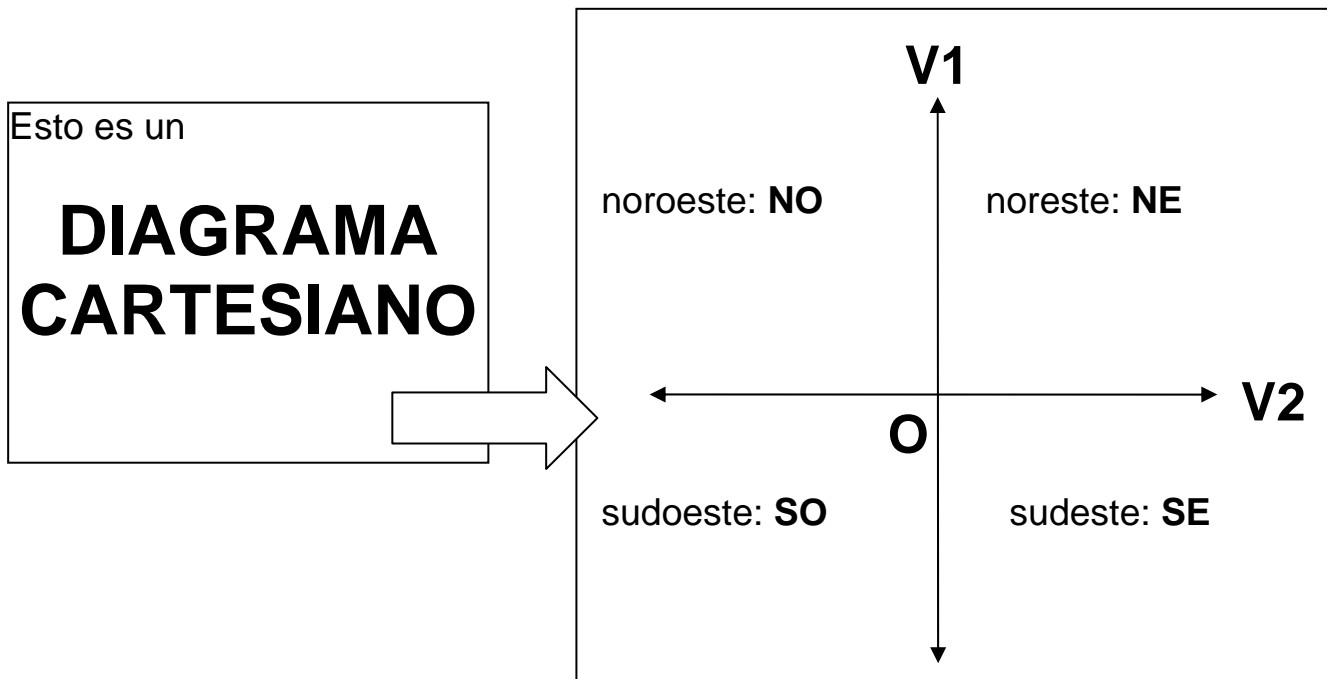 Esto es un
DIAGRAMA
CARTESIANO
V1
noroeste: NO
noreste: NE
V2
O
sudoeste: SO
sudeste: SE